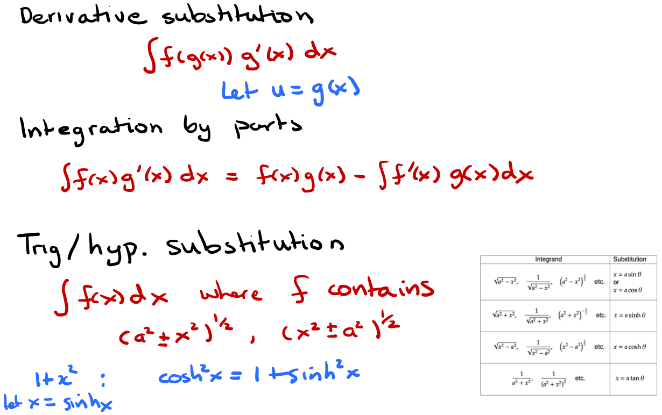 Derivative substitution
∫f(g(x)) g'(x) dx
Let u = g(x)
Integration by parts
∫f(x)g'(x) dx = f(x)g(x) - ∫f'(x) g(x)dx
Trig/hyp. substitution
∫f(x)dx where f contains
(a²±x²)^½, (x²±a²)^½
1+x² : cosh²x = 1+sinh²x
let x = sinhx
Integrand Substitution
√(a²−x²), 1/√(a²−x²), (a²−x²)^(3/2) etc. x = a sin θ or x = a cos θ
√(a²+x²), 1/√(a²+x²), (a²+x²)^(−3/2) etc. x = a sinh θ
√(x²−a²), 1/√(x²−a²), (x²−a²)^(3/2) etc. x = a cosh θ
1/(a²+x²), 1/(a²+x²)² etc. x = a tan θ